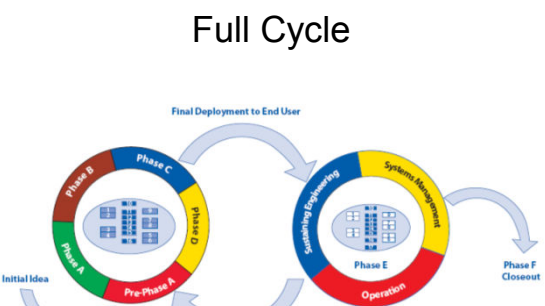 Full Cycle
Final Deployment to End User
Phase B
Phase C
Phase D
Phase A
Pre-Phase A
Sustaining Engineering
Systems Management
Phase E
Operation
Initial Idea
Phase F
Closeout